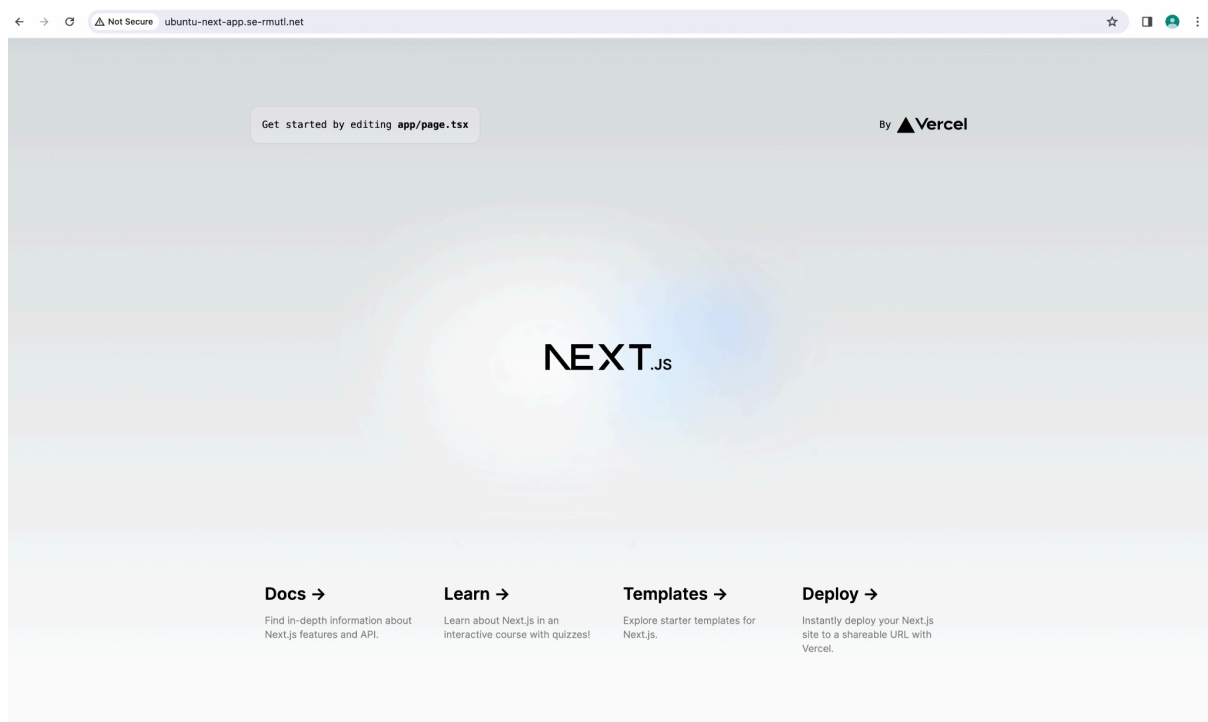 Not Secure ubuntu-next-app.se-rmutl.net
Get started by editing app/page.tsx
By Vercel
NEXT.JS
Docs →
Find in-depth information about
Next.js features and API.
Learn →
Learn about Next.js in an
interactive course with quizzes!
Templates →
Explore starter templates for
Next.js.
Deploy →
Instantly deploy your Next.js
site to a shareable URL with
Vercel.